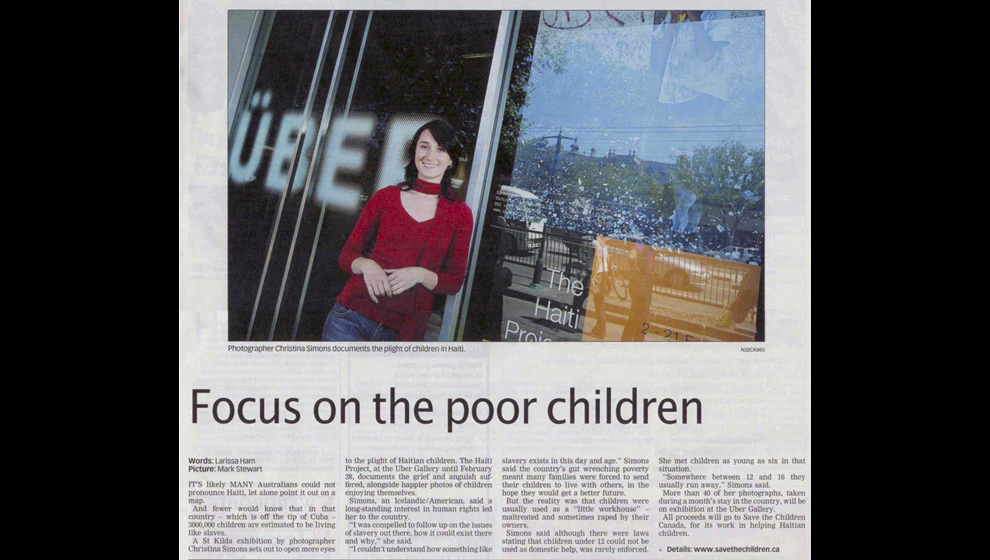 ÜBER
The
Haiti
Project
2 - 21 F
Photographer Christina Simons documents the plight of children in Haiti.
N32CK850
Focus on the poor children
Words: Larissa Ham
Picture: Mark Stewart
IT'S likely MANY Australians could not
pronounce Haiti, let alone point it out on a
map.
And fewer would know that in that
country – which is off the tip of Cuba –
3000,000 children are estimated to be living
like slaves.
A St Kilda exhibition by photographer
Christina Simons sets out to open more eyes
to the plight of Haitian children. The Haiti
Project, at the Uber Gallery until February
28, documents the grief and anguish suf-
fered, alongside happier photos of children
enjoying themselves.
Simons, an Icelandic/American, said a
long-standing interest in human rights led
her to the country.
"I was compelled to follow up on the issues
of slavery out there, how it could exist there
and why," she said.
"I couldn't understand how something like
slavery exists in this day and age." Simons
said the country's gut wrenching poverty
meant many families were forced to send
their children to live with others, in the
hope they would get a better future.
But the reality was that children were
usually used as a "little workhouse" –
maltreated and sometimes raped by their
owners.
Simons said although there were laws
stating that children under 12 could not be
used as domestic help, was rarely enforced.
She met children as young as six in that
situation.
"Somewhere between 12 and 16 they
usually run away," Simons said.
More than 40 of her photographs, taken
during a month's stay in the country, will be
on exhibition at the Uber Gallery.
All proceeds will go to Save the Children
Canada, for its work in helping Haitian
children.
» Details: www.savethechildren.ca